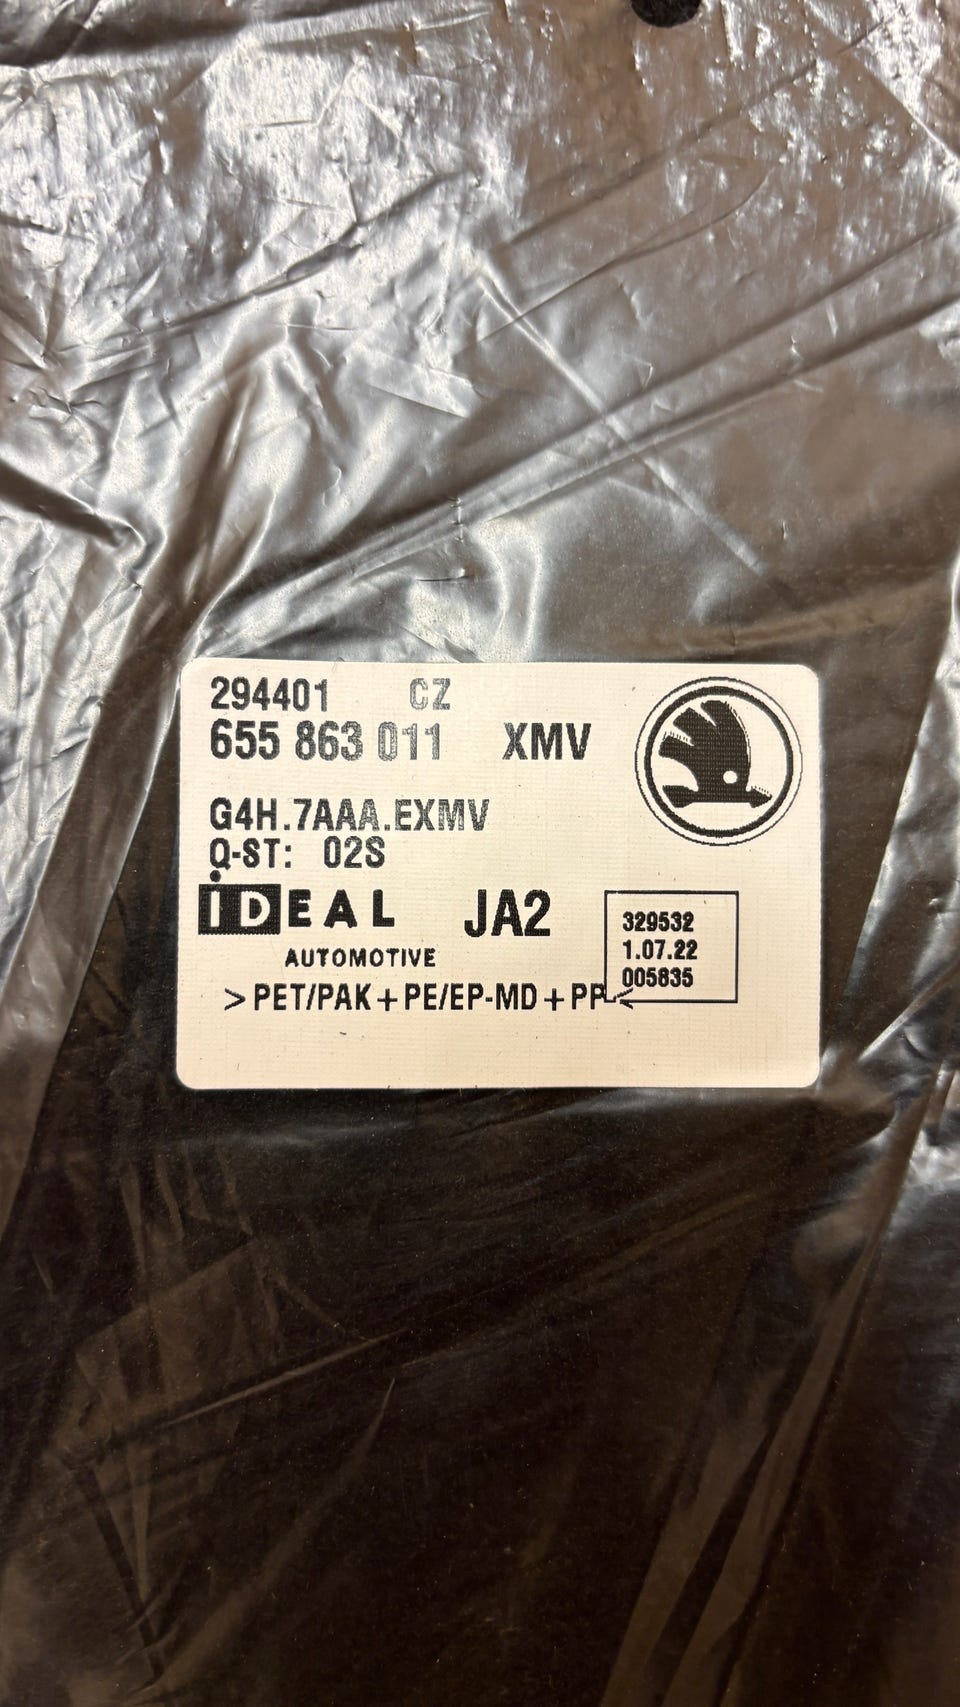 294401 CZ
655 863 011 XMV
G4H.7AAA.EXMV
Q-ST: 02S
IDEAL JA2
AUTOMOTIVE
329532
1.07.22
005835
>PET/PAK+PE/EP-MD+PP<